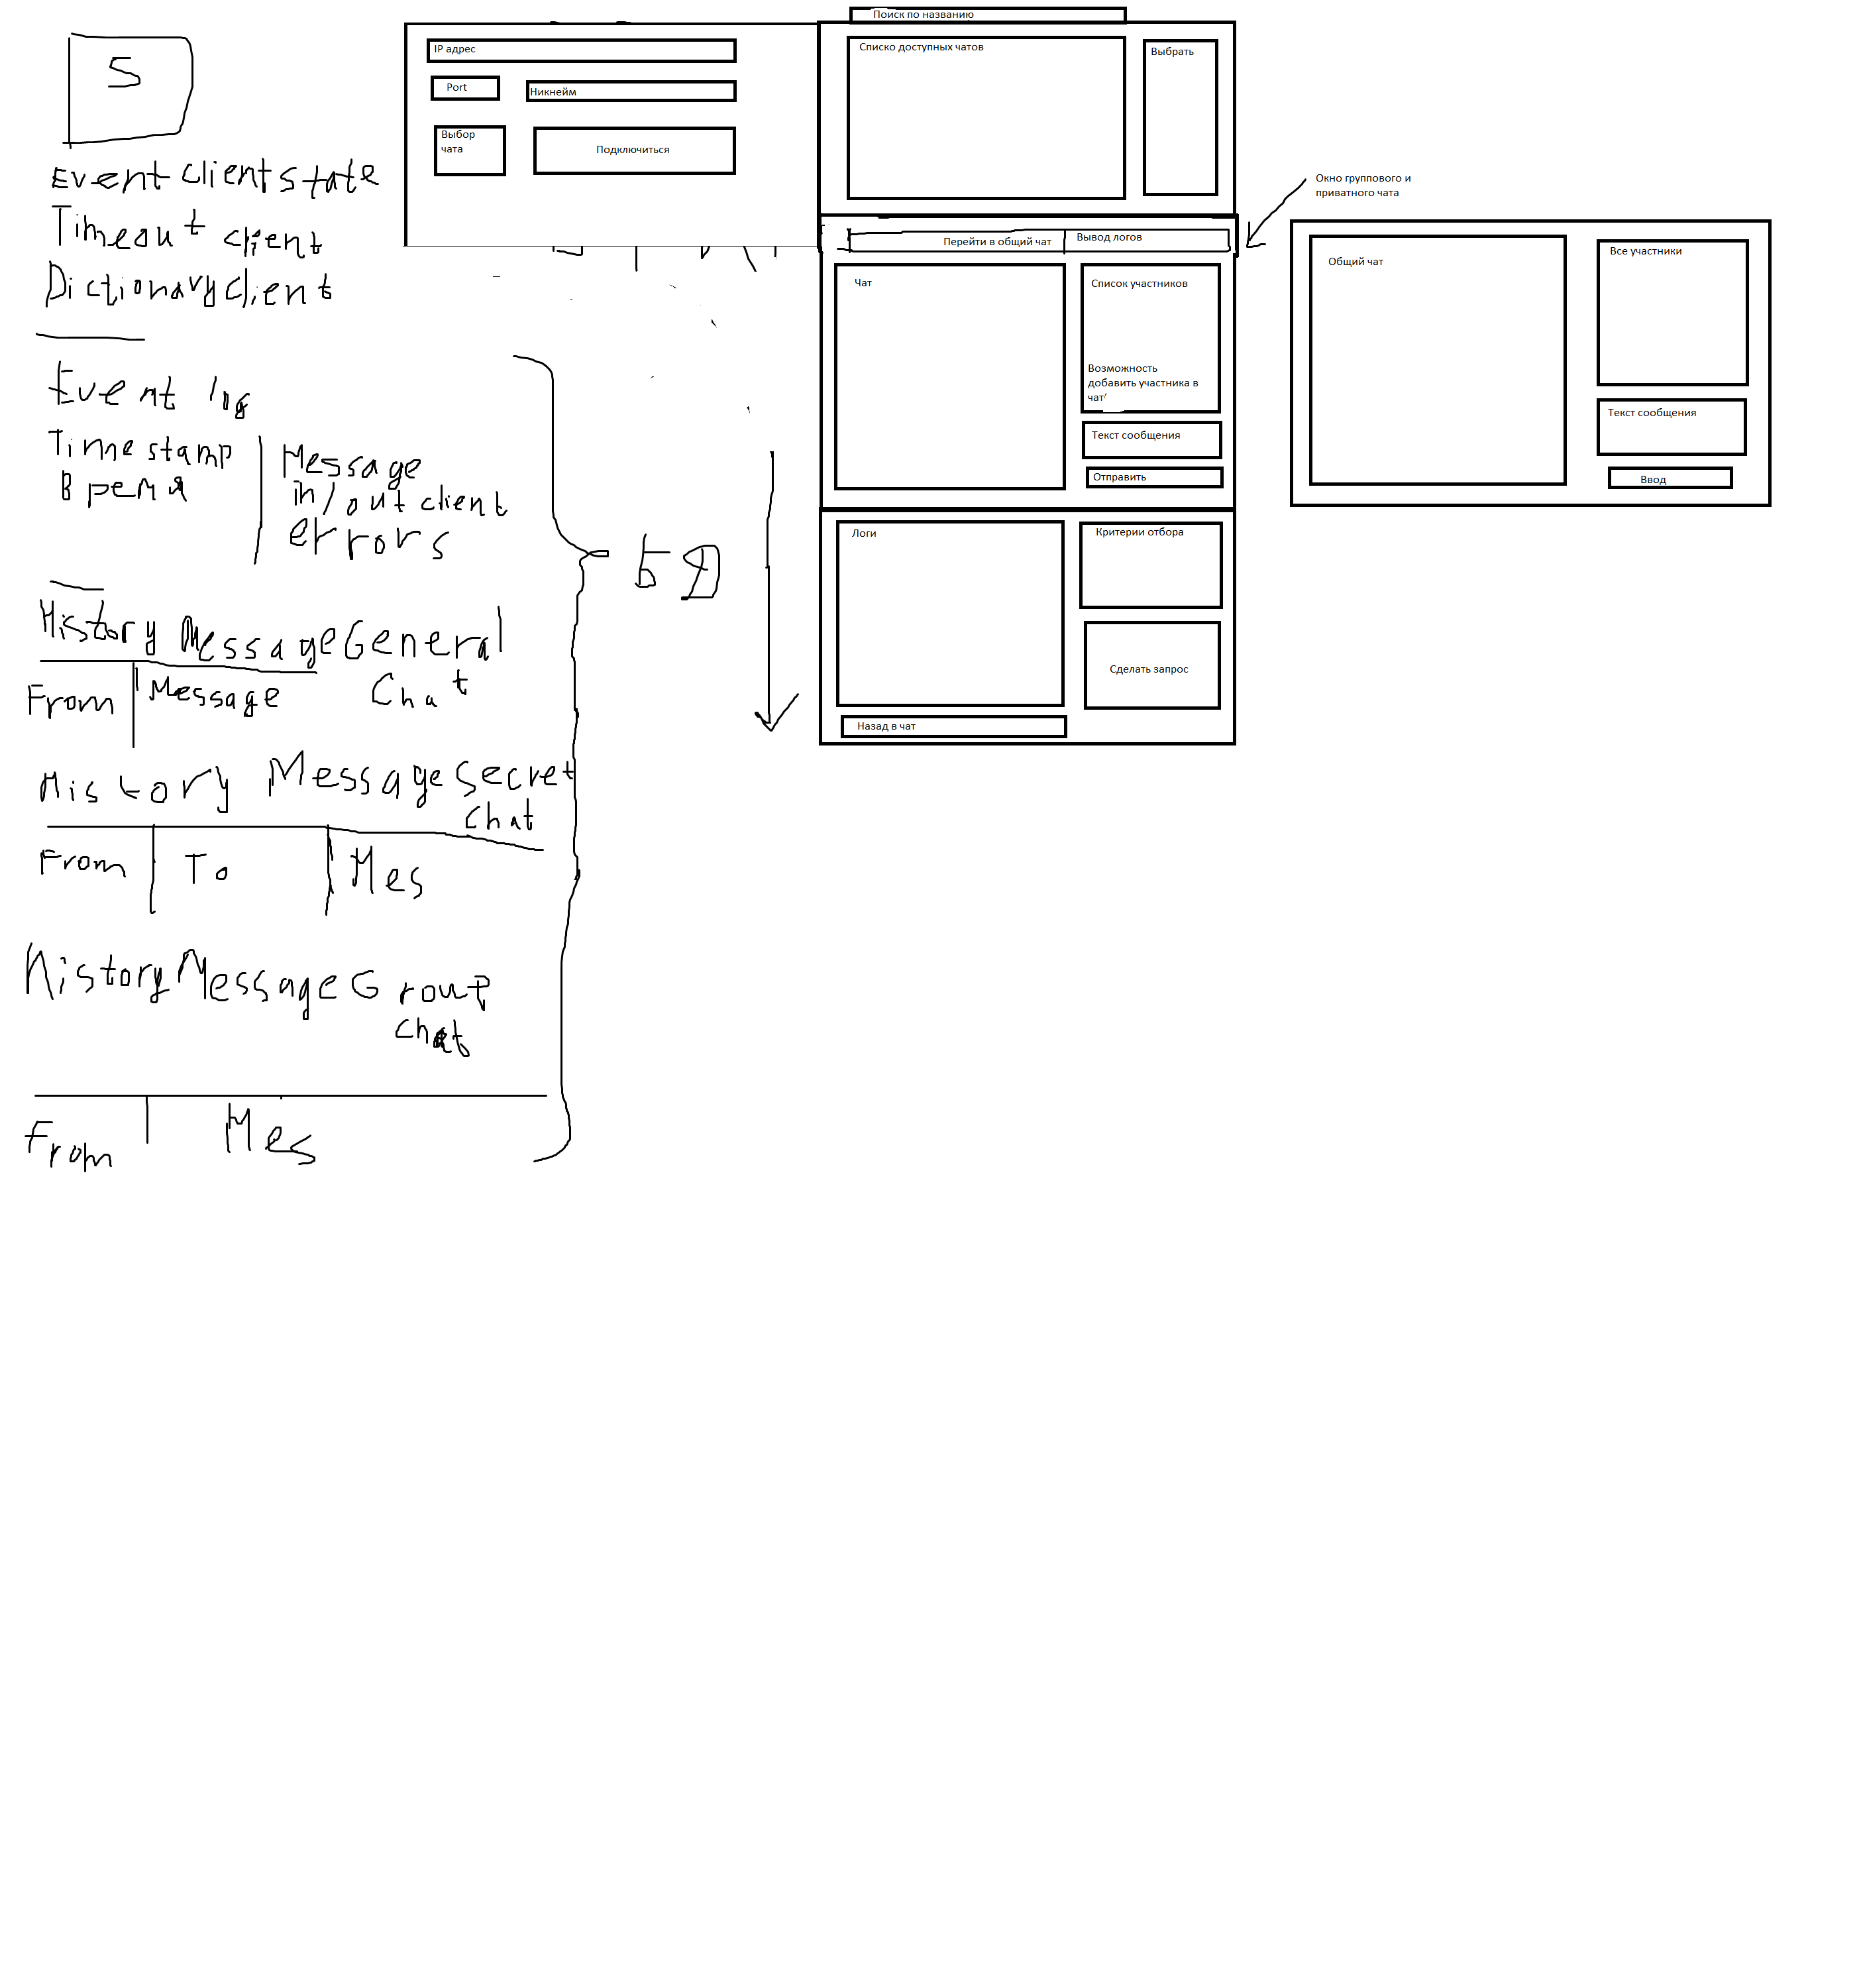 S
Event client state
Timeout client
Dictionary Client
Event log
Timestamp
Время
Message
in/out client
errors
БД
History Message General
Chat
From
Message
History Message Secret
Chat
From
To
Mes
History Message Group
Chat
From
Mes
IP адрес
Port
Никнейм
Выбор
чата
Подключиться
Поиск по названию
Списко доступных чатов
Выбрать
Перейти в общий чат
Вывод логов
Чат
Список участников
Возможность
добавить участника в
чат
Текст сообщения
Отправить
Логи
Критерии отбора
Сделать запрос
Назад в чат
Окно группового и
приватного чата
Общий чат
Все участники
Текст сообщения
Ввод